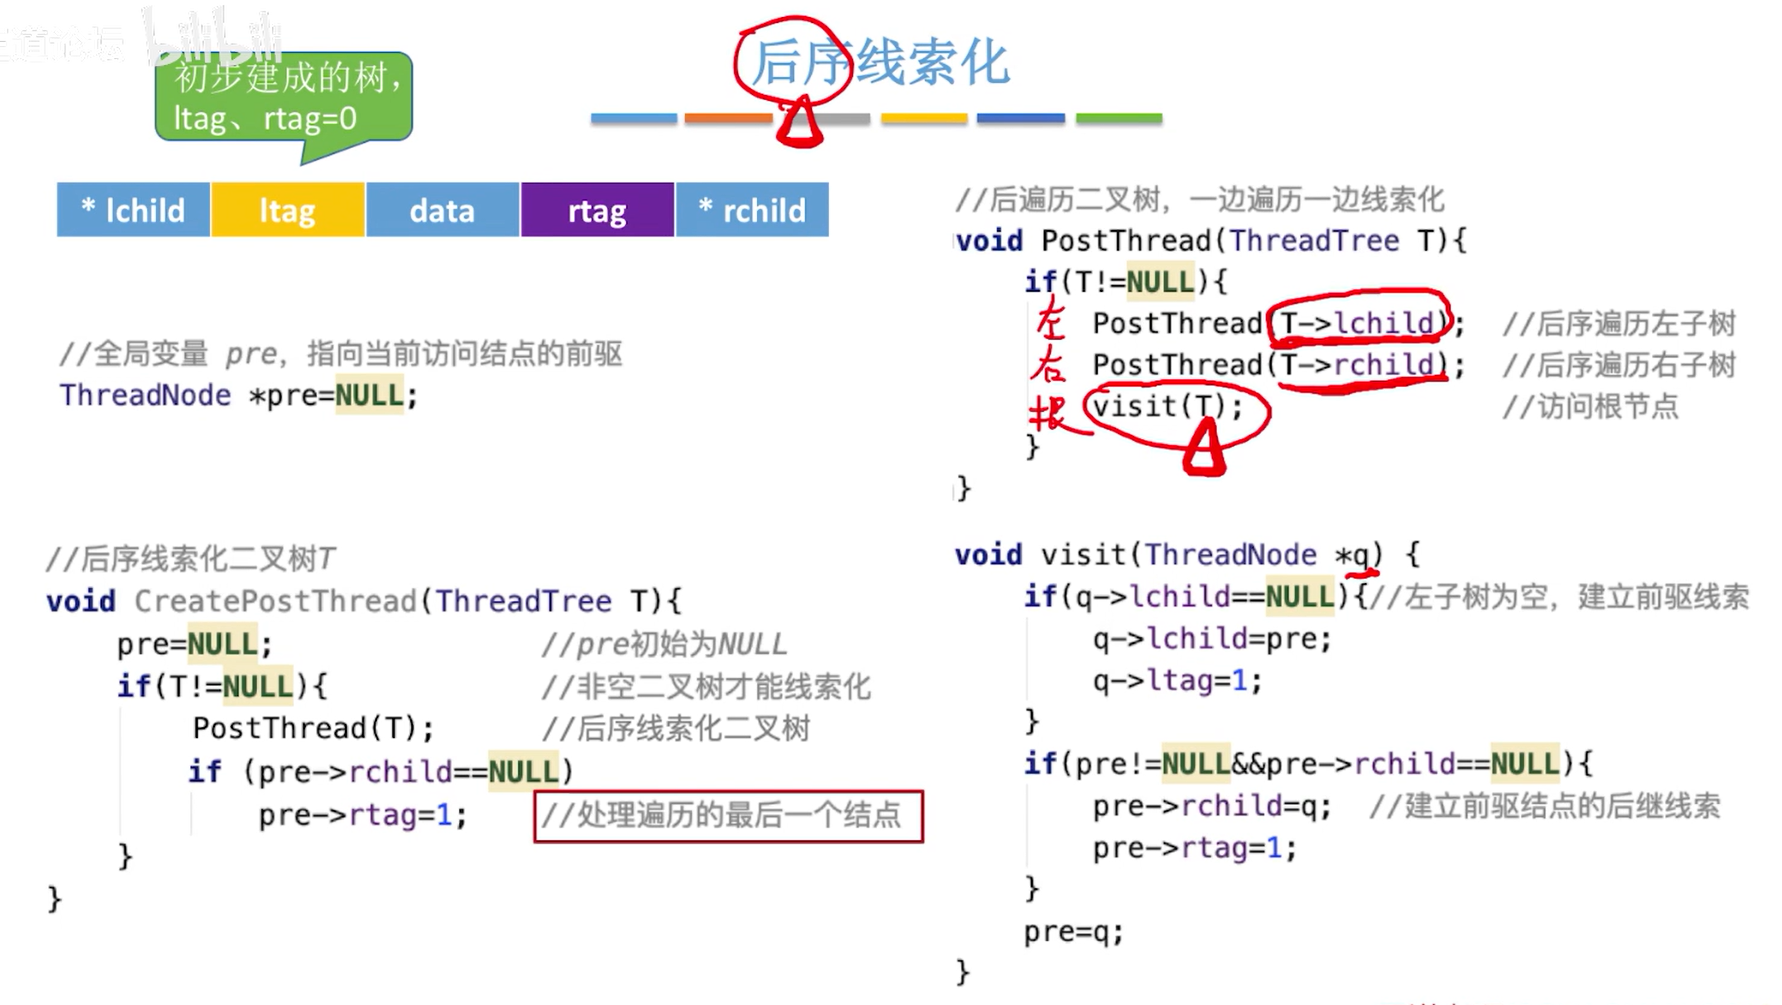 道论坛 bilibili
后序线索化
初步建成的树，
ltag、rtag=0
* lchild ltag data rtag * rchild
//全局变量 pre，指向当前访问结点的前驱
ThreadNode *pre=NULL;
//后序线索化二叉树T
void CreatePostThread(ThreadTree T){
pre=NULL; //pre初始为NULL
if(T!=NULL){ //非空二叉树才能线索化
PostThread(T); //后序线索化二叉树
if (pre->rchild==NULL)
pre->rtag=1; //处理遍历的最后一个结点
}
}
//后遍历二叉树，一边遍历一边线索化
void PostThread(ThreadTree T){
if(T!=NULL){
左 PostThread(T->lchild); //后序遍历左子树
右 PostThread(T->rchild); //后序遍历右子树
根 visit(T); //访问根节点
}
}
void visit(ThreadNode *q) {
if(q->lchild==NULL){//左子树为空，建立前驱线索
q->lchild=pre;
q->ltag=1;
}
if(pre!=NULL&&pre->rchild==NULL){
pre->rchild=q; //建立前驱结点的后继线索
pre->rtag=1;
}
pre=q;
}